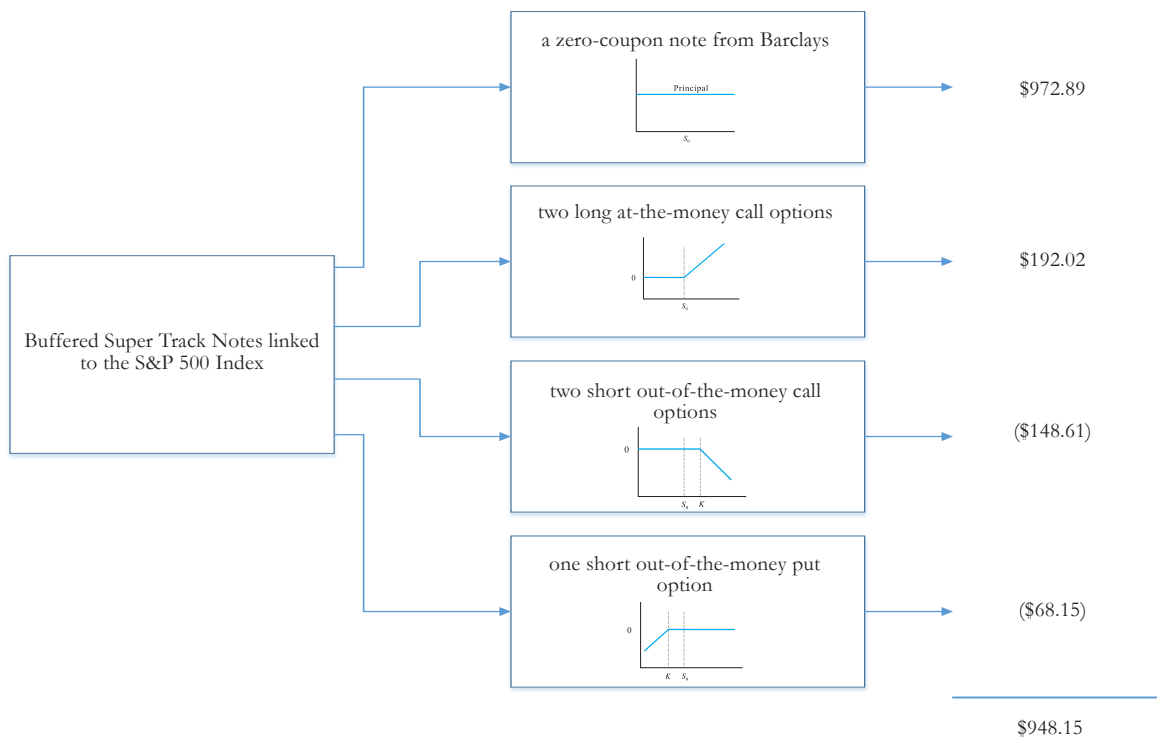 a zero-coupon note from Barclays
Principal
S₀
$972.89
two long at-the-money call options
0
S₀
$192.02
Buffered Super Track Notes linked
to the S&P 500 Index
two short out-of-the-money call
options
0
S₀ K
($148.61)
one short out-of-the-money put
option
0
K S₀
($68.15)
$948.15